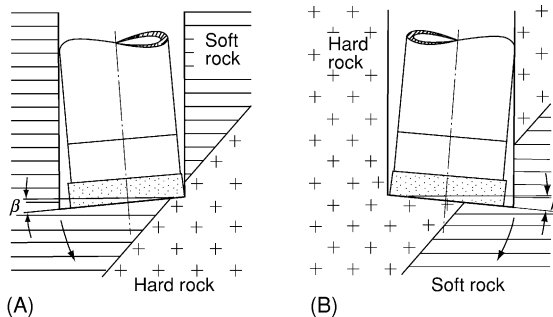 Soft
rock
Hard
rock
β
Hard rock
Soft rock
(A)
(B)